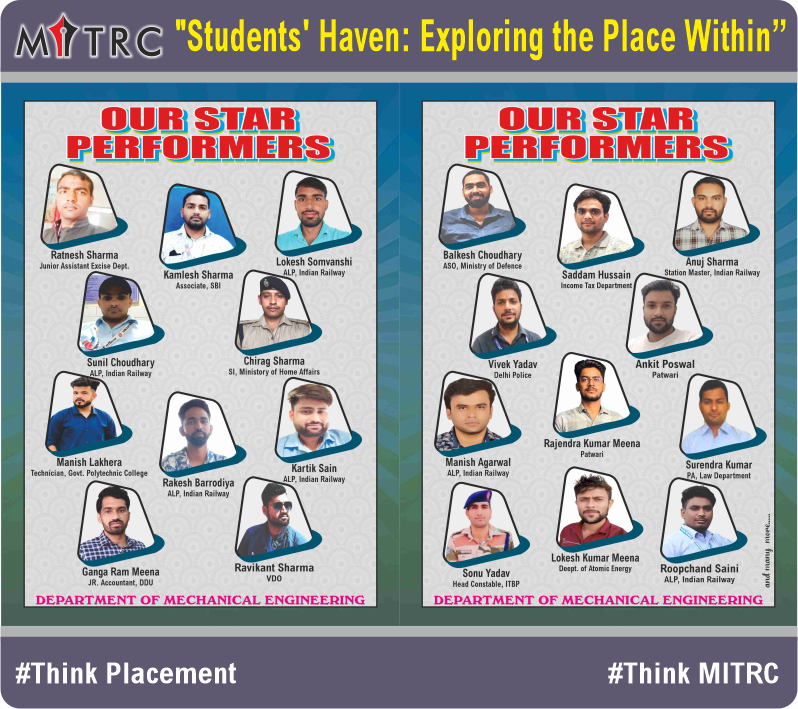 MITRC "Students' Haven: Exploring the Place Within”
OUR STAR
PERFORMERS
Ratnesh Sharma
Junior Assistant Excise Dept.
Kamlesh Sharma
Associate, SBI
Lokesh Somvanshi
ALP, Indian Railway
Sunil Choudhary
ALP, Indian Railway
Chirag Sharma
SI, Ministory of Home Affairs
Manish Lakhera
Technician, Govt. Polytechnic College
Rakesh Barrodiya
ALP, Indian Railway
Kartik Sain
ALP, Indian Railway
Ganga Ram Meena
JR. Accountant, DDU
Ravikant Sharma
VDO
DEPARTMENT OF MECHANICAL ENGINEERING
OUR STAR
PERFORMERS
Balkesh Choudhary
ASO, Ministry of Defence
Saddam Hussain
Income Tax Department
Anuj Sharma
Station Master, Indian Railway
Vivek Yadav
Delhi Police
Ankit Poswal
Patwari
Manish Agarwal
ALP, Indian Railway
Rajendra Kumar Meena
Patwari
Surendra Kumar
PA, Law Department
Sonu Yadav
Head Constable, ITBP
Lokesh Kumar Meena
Deept. of Atomic Energy
Roopchand Saini
ALP, Indian Railway
and many more.....
DEPARTMENT OF MECHANICAL ENGINEERING
#Think Placement
#Think MITRC